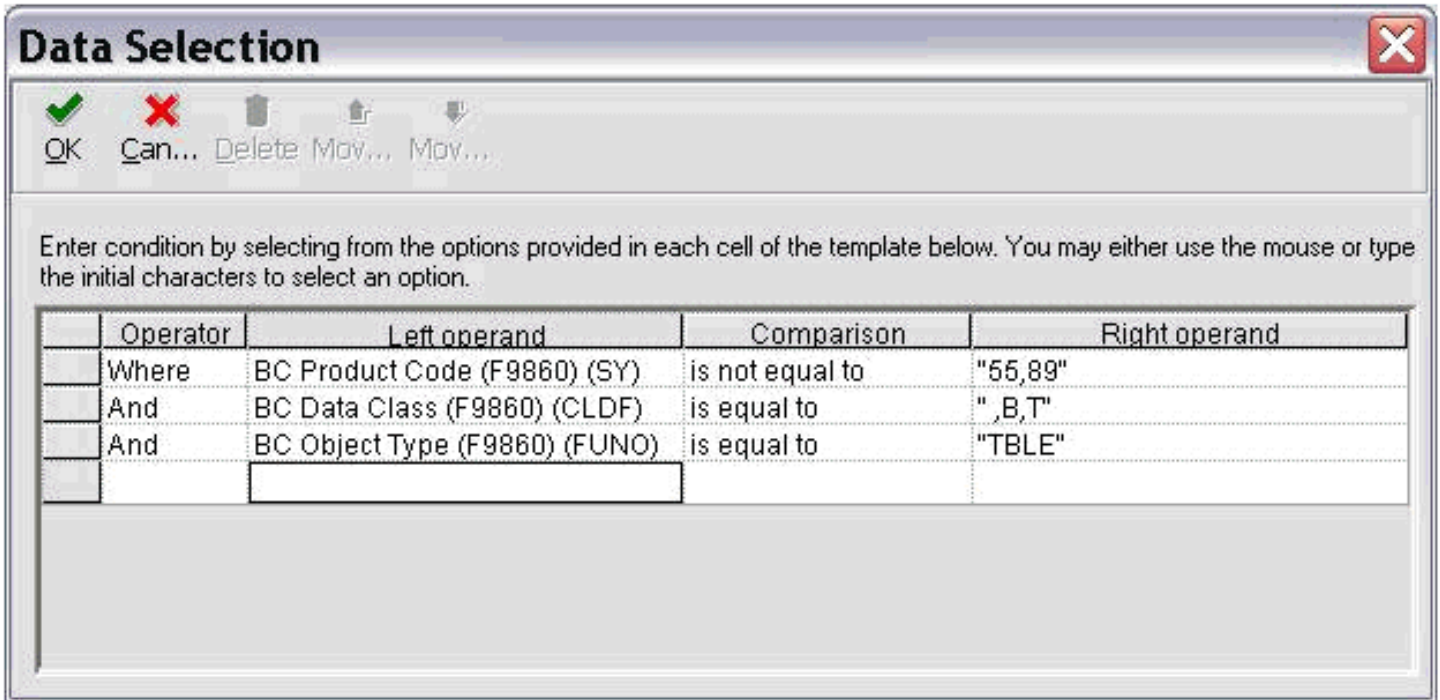 Data Selection
OK Can... Delete Mov... Mov...
Enter condition by selecting from the options provided in each cell of the template below. You may either use the mouse or type
the initial characters to select an option.
Operator Left operand Comparison Right operand
Where BC Product Code (F9860) (SY) is not equal to "55,89"
And BC Data Class (F9860) (CLDF) is equal to " ,B,T"
And BC Object Type (F9860) (FUNO) is equal to "TBLE"